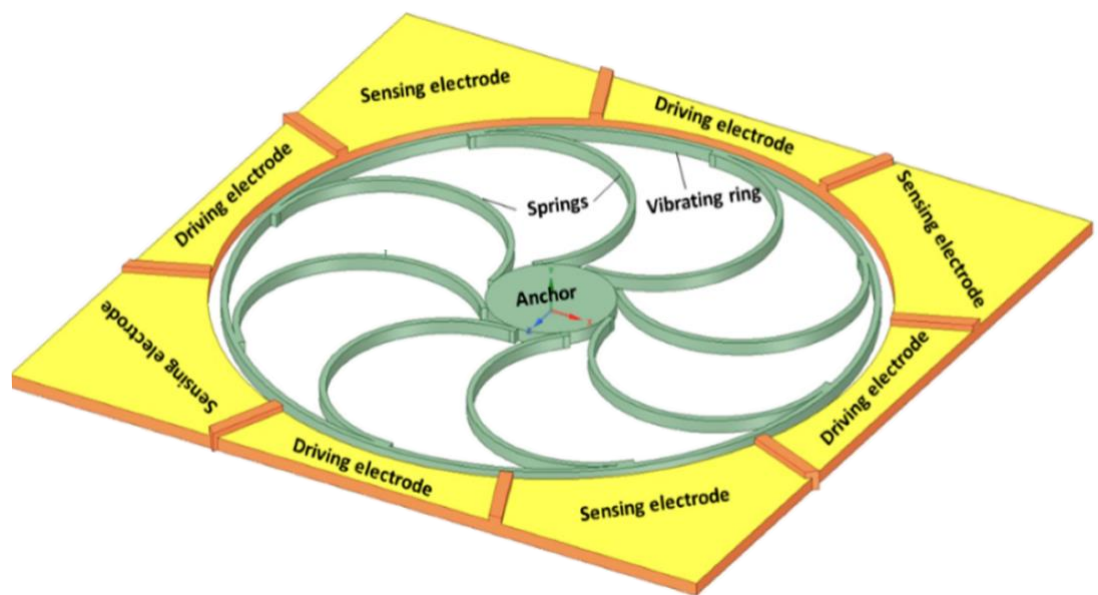 Sensing electrode
Driving electrode
Driving electrode
Sensing electrode
Springs
Vibrating ring
Anchor
Sensing electrode
Driving electrode
Driving electrode
Sensing electrode